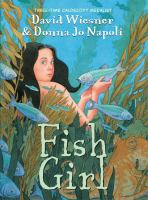 THREE-TIME CALDECOTT MEDALIST
David Wiesner
& Donna Jo Napoli
Fish
Girl